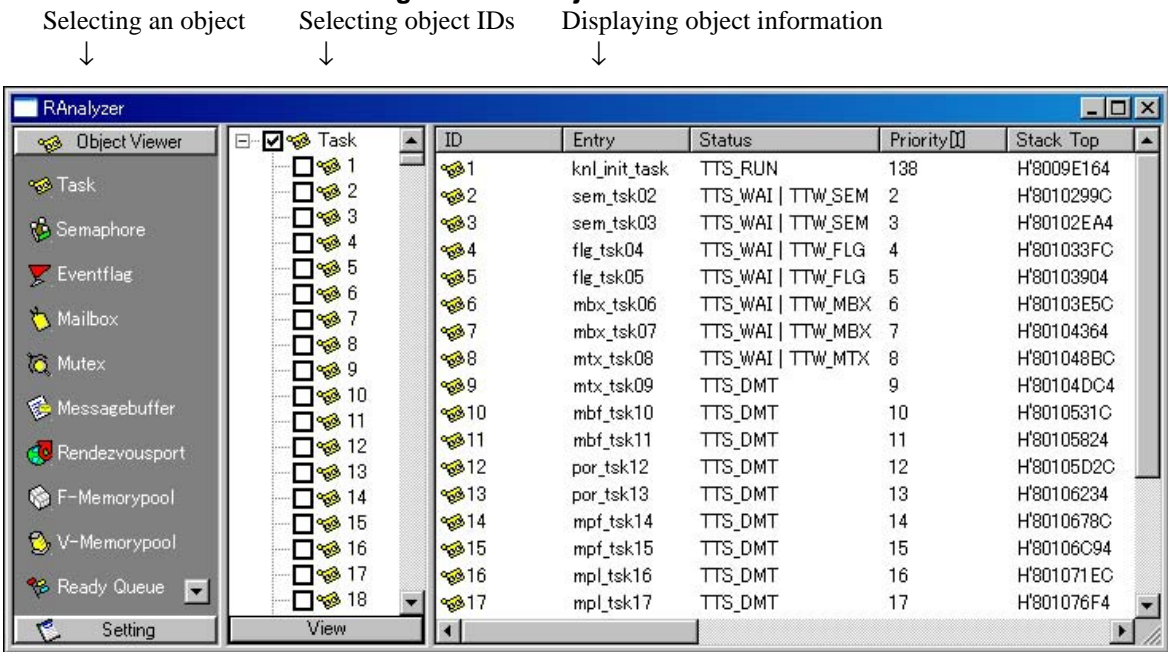 Selecting an object Selecting object IDs Displaying object information
↓ ↓ ↓
RAnalyzer
Object Viewer
Task
Semaphore
Eventflag
Mailbox
Mutex
Messagebuffer
Rendezvousport
F-Memorypool
V-Memorypool
Ready Queue
Setting
Task
1
2
3
4
5
6
7
8
9
10
11
12
13
14
15
16
17
18
View
ID Entry Status Priority[I] Stack Top
1 knl_init_task TTS_RUN 138 H'8009E164
2 sem_tsk02 TTS_WAI | TTW_SEM 2 H'8010299C
3 sem_tsk03 TTS_WAI | TTW_SEM 3 H'80102EA4
4 flg_tsk04 TTS_WAI | TTW_FLG 4 H'801033FC
5 flg_tsk05 TTS_WAI | TTW_FLG 5 H'80103904
6 mbx_tsk06 TTS_WAI | TTW_MBX 6 H'80103E5C
7 mbx_tsk07 TTS_WAI | TTW_MBX 7 H'80104364
8 mtx_tsk08 TTS_WAI | TTW_MTX 8 H'801048BC
9 mtx_tsk09 TTS_DMT 9 H'80104DC4
10 mbf_tsk10 TTS_DMT 10 H'8010531C
11 mbf_tsk11 TTS_DMT 11 H'80105824
12 por_tsk12 TTS_DMT 12 H'80105D2C
13 por_tsk13 TTS_DMT 13 H'80106234
14 mpf_tsk14 TTS_DMT 14 H'8010678C
15 mpf_tsk15 TTS_DMT 15 H'80106C94
16 mpl_tsk16 TTS_DMT 16 H'801071EC
17 mpl_tsk17 TTS_DMT 17 H'801076F4